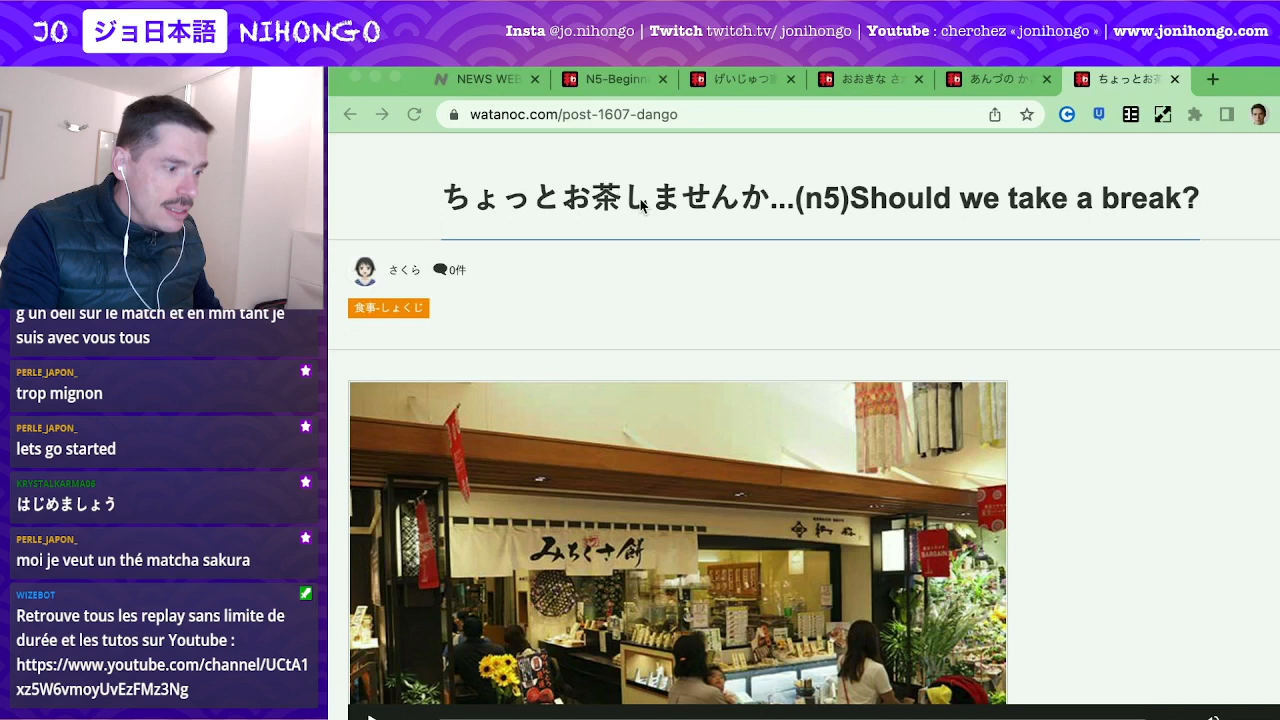 JO ジョ日本語 NIHONGO
Insta @jo.nihongo | Twitch twitch.tv/ jonihongo | Youtube : cherchez « jonihongo » | www.jonihongo.com
NEWS WEB
N5-Beginn
げいじゅつ
おおきな
あんづの
ちょっとお
watanoc.com/post-1607-dango
ちょっとお茶しませんか...(n5)Should we take a break?
さくら 0件
食事-しょくじ
みちくさ餅
BARGAIN
g un oeil sur le match et en mm tant je
suis avec vous tous
PERLE_JAPON_
trop mignon
PERLE_JAPON_
lets go started
KRYSTALKARMA06
はじめましょう
PERLE_JAPON_
moi je veut un thé matcha sakura
WIZEBOT
Retrouve tous les replay sans limite de
durée et les tutos sur Youtube :
https://www.youtube.com/channel/UCtA1
xz5W6vmoyUvEzFMz3Ng